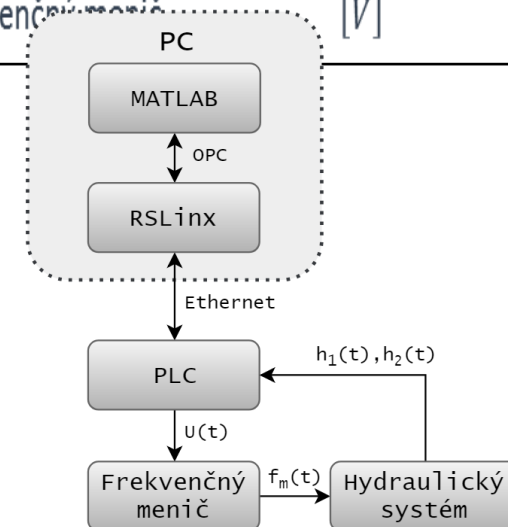 [V]
PC
MATLAB
OPC
RSLinx
Ethernet
h₁(t),h₂(t)
PLC
U(t)
Frekvenčný
menič
fₘ(t)
Hydraulický
systém